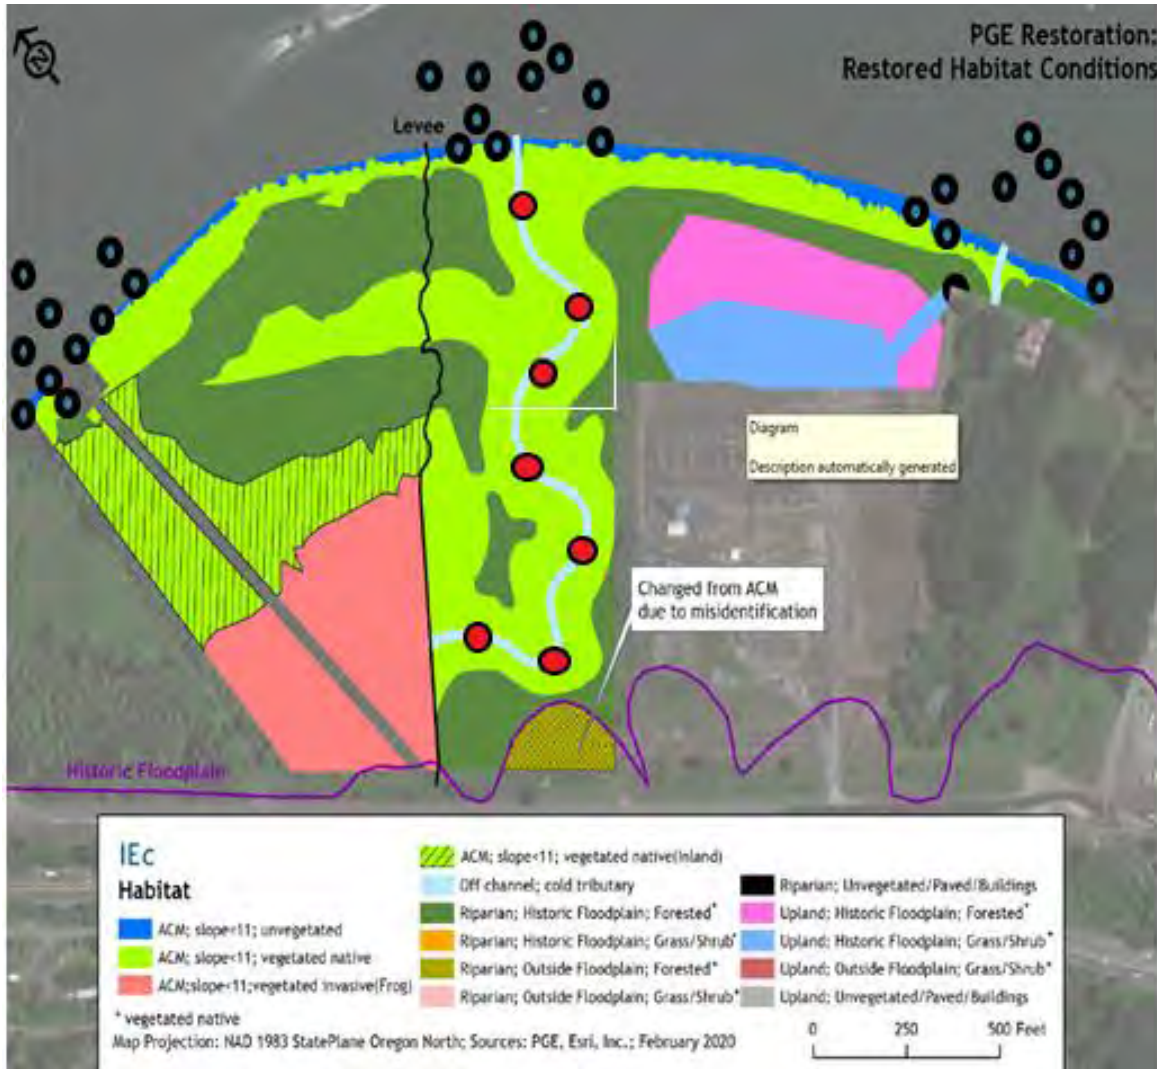 PGE Restoration:
Restored Habitat Conditions
N
Levee
Diagram
Description automatically generated
Changed from ACM
due to misidentification
Historic Floodplain
IEc
Habitat
ACM; slope<11; unvegetated
ACM; slope<11; vegetated native
ACM;slope<11;vegetated invasive(Frog)
ACM; slope<11; vegetated native(Inland)
Off channel; cold tributary
Riparian; Historic Floodplain; Forested*
Riparian; Historic Floodplain; Grass/Shrub*
Riparian; Outside Floodplain; Forested*
Riparian; Outside Floodplain; Grass/Shrub*
Riparian; Unvegetated/Paved/Buildings
Upland; Historic Floodplain; Forested*
Upland; Historic Floodplain; Grass/Shrub*
Upland; Outside Floodplain; Grass/Shrub*
Upland; Unvegetated/Paved/Buildings
* vegetated native
Map Projection: NAD 1983 StatePlane Oregon North; Sources: PGE, Esri, Inc.; February 2020
0 250 500 Feet